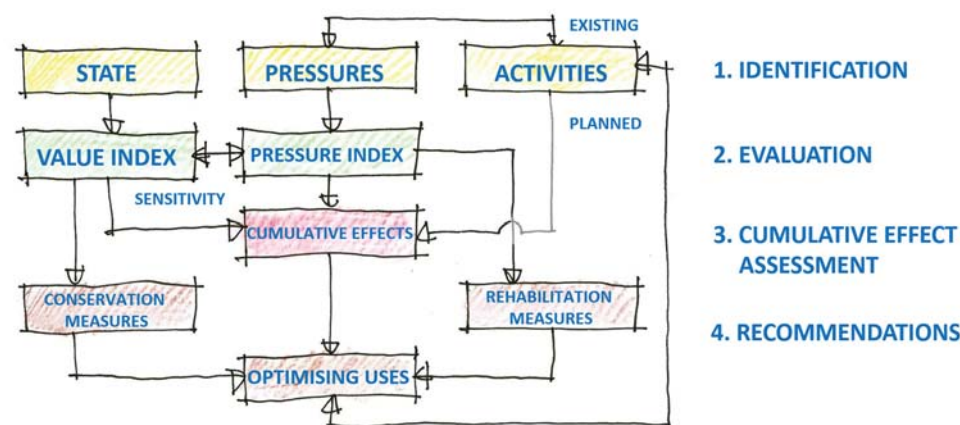 EXISTING
STATE
PRESSURES
ACTIVITIES
1. IDENTIFICATION
PLANNED
VALUE INDEX
PRESSURE INDEX
2. EVALUATION
SENSITIVITY
CUMULATIVE EFFECTS
3. CUMULATIVE EFFECT
ASSESSMENT
CONSERVATION
MEASURES
REHABILITATION
MEASURES
4. RECOMMENDATIONS
OPTIMISING USES